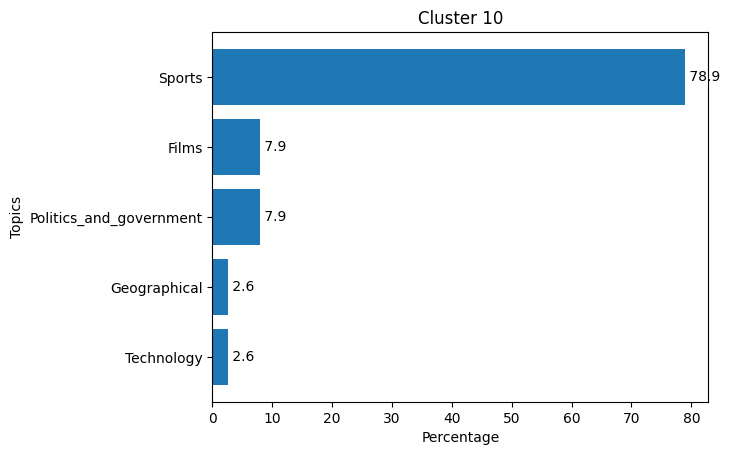 Cluster 10
Topics
Sports 78.9
Films 7.9
Politics_and_government 7.9
Geographical 2.6
Technology 2.6
0 10 20 30 40 50 60 70 80
Percentage